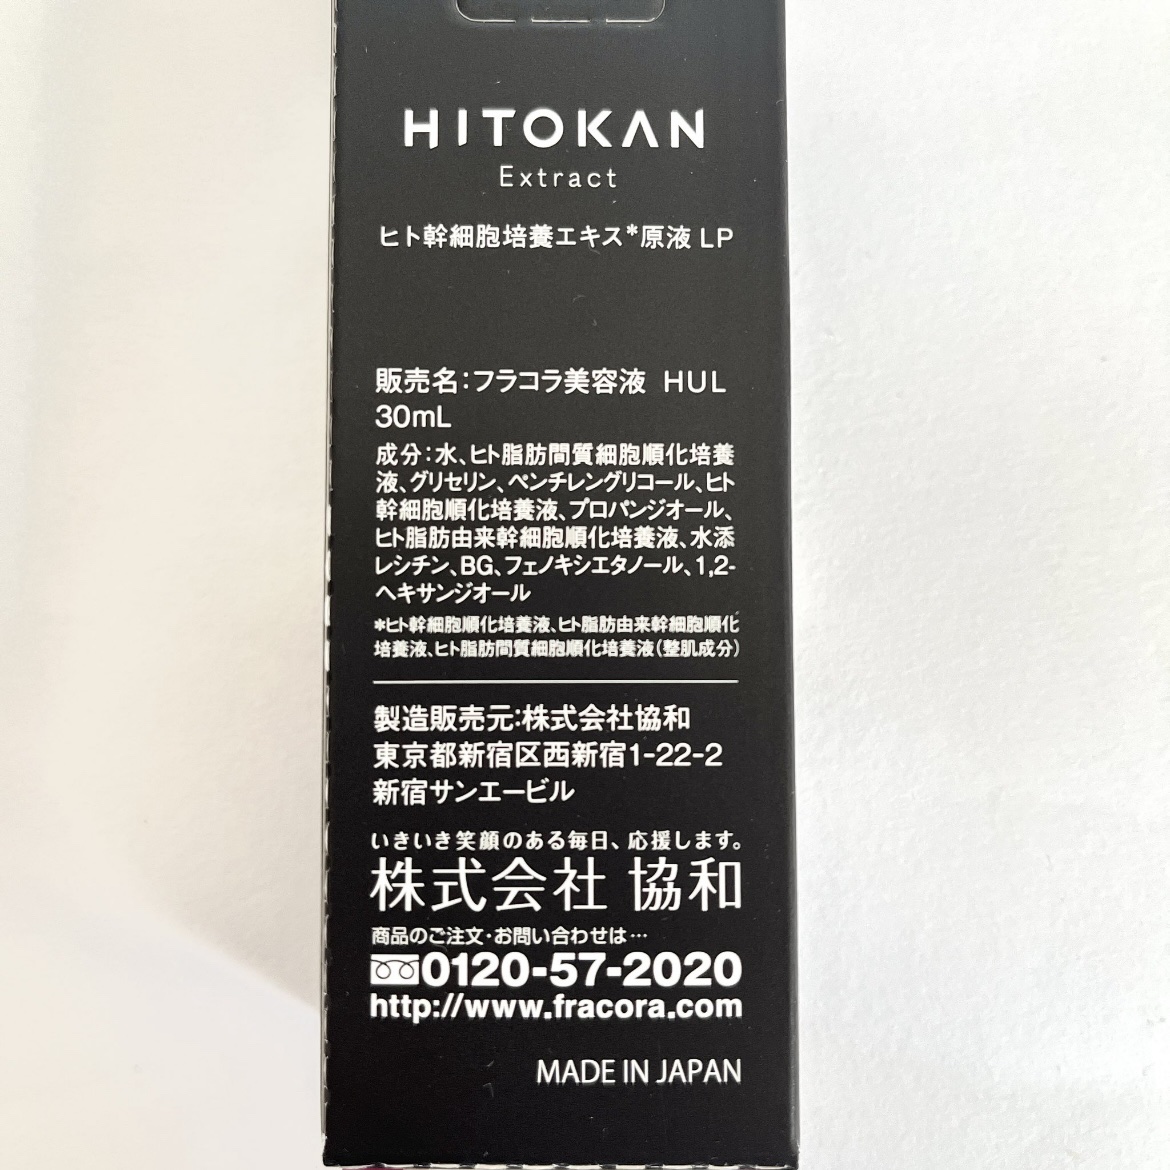 HITOKAN
Extract
ヒト幹細胞培養エキス*原液 LP
販売名:フラコラ美容液 HUL
30mL
成分:水、ヒト脂肪間質細胞順化培養
液、グリセリン、ペンチレングリコール、ヒト
幹細胞順化培養液、プロパンジオール、
ヒト脂肪由来幹細胞順化培養液、水添
レシチン、BG、フェノキシエタノール、1,2-
ヘキサンジオール
*ヒト幹細胞順化培養液、ヒト脂肪由来幹細胞順化
培養液、ヒト脂肪間質細胞順化培養液(整肌成分)
製造販売元:株式会社協和
東京都新宿区西新宿1-22-2
新宿サンエービル
いきいき笑顔のある毎日、応援します。
株式会社 協和
商品のご注文・お問い合わせは…
0120-57-2020
http://www.fracora.com
MADE IN JAPAN